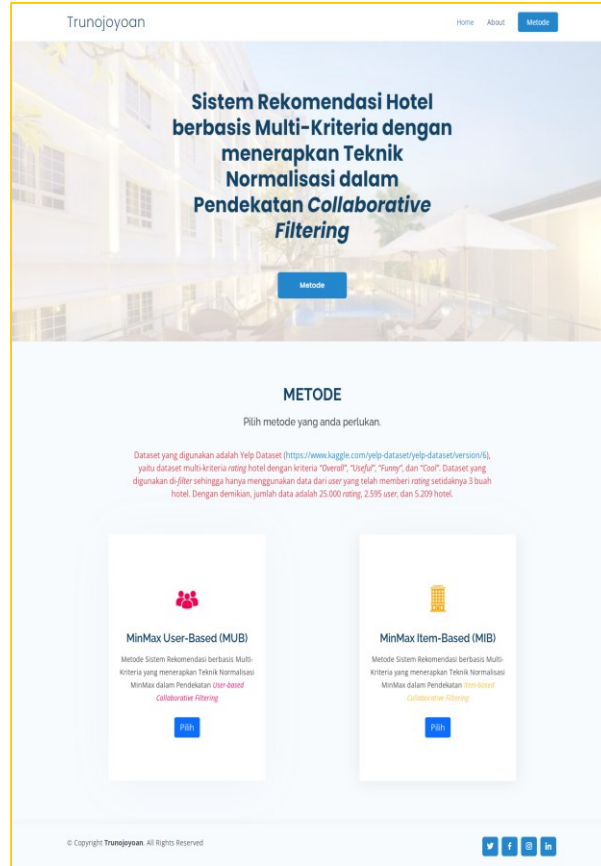 Trunojoyoan
Home About Metode
Sistem Rekomendasi Hotel
berbasis Multi-Kriteria dengan
menerapkan Teknik
Normalisasi dalam
Pendekatan Collaborative
Filtering
Metode
METODE
Pilih metode yang anda perlukan.
Dataset yang digunakan adalah Yelp Dataset (https://www.kaggle.com/yelp-dataset/yelp-dataset/version/6),
yaitu dataset multi-kriteria rating hotel dengan kriteria "Overall", "Useful", "Funny", dan "Cool". Dataset yang
digunakan di-filter sehingga hanya menggunakan data dari user yang telah memberi rating setidaknya 3 buah
hotel. Dengan demikian, jumlah data adalah 25.000 rating, 2.595 user, dan 5.209 hotel.
MinMax User-Based (MUB)
Metode Sistem Rekomendasi berbasis Multi-
Kriteria yang menerapkan Teknik Normalisasi
MinMax dalam Pendekatan User-based
Collaborative Filtering
Pilih
MinMax Item-Based (MIB)
Metode Sistem Rekomendasi berbasis Multi-
Kriteria yang menerapkan Teknik Normalisasi
MinMax dalam Pendekatan Item-based
Collaborative Filtering
Pilih
© Copyright Trunojoyoan. All Rights Reserved